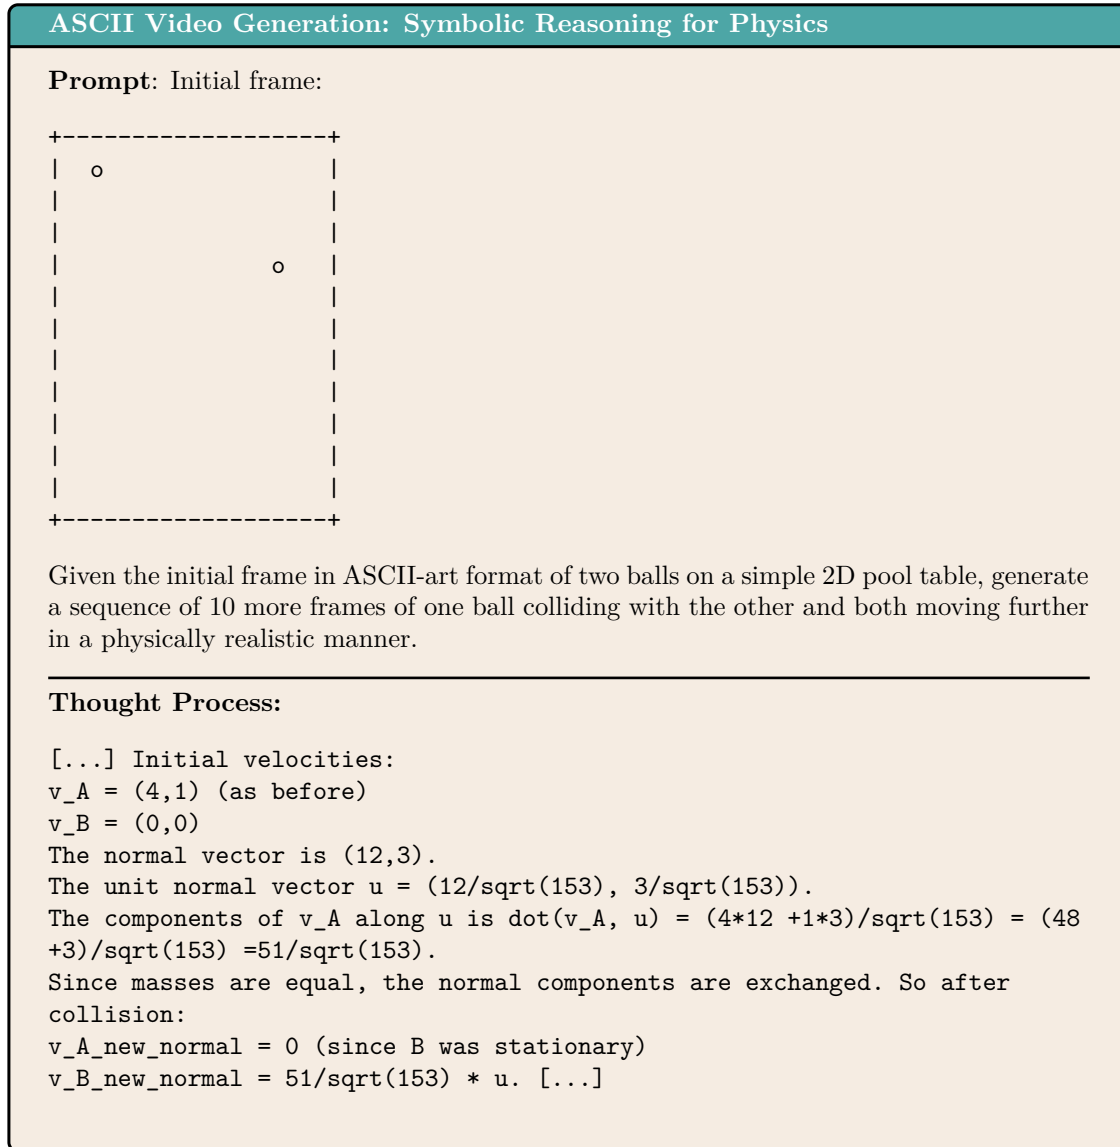 ASCII Video Generation: Symbolic Reasoning for Physics
Prompt: Initial frame:
+-------------------+
|  o                |
|                   |
|                   |
|               o   |
|                   |
|                   |
|                   |
|                   |
|                   |
|                   |
|                   |
+-------------------+
Given the initial frame in ASCII-art format of two balls on a simple 2D pool table, generate
a sequence of 10 more frames of one ball colliding with the other and both moving further
in a physically realistic manner.
Thought Process:
[...] Initial velocities:
v_A = (4,1) (as before)
v_B = (0,0)
The normal vector is (12,3).
The unit normal vector u = (12/sqrt(153), 3/sqrt(153)).
The components of v_A along u is dot(v_A, u) = (4*12 +1*3)/sqrt(153) = (48
+3)/sqrt(153) =51/sqrt(153).
Since masses are equal, the normal components are exchanged. So after
collision:
v_A_new_normal = 0 (since B was stationary)
v_B_new_normal = 51/sqrt(153) * u. [...]